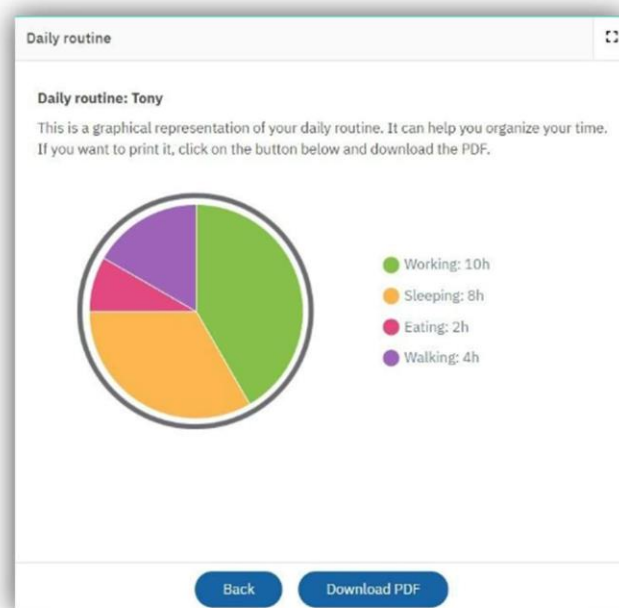 Daily routine
Daily routine: Tony
This is a graphical representation of your daily routine. It can help you organize your time.
If you want to print it, click on the button below and download the PDF.
Working: 10h
Sleeping: 8h
Eating: 2h
Walking: 4h
Back
Download PDF